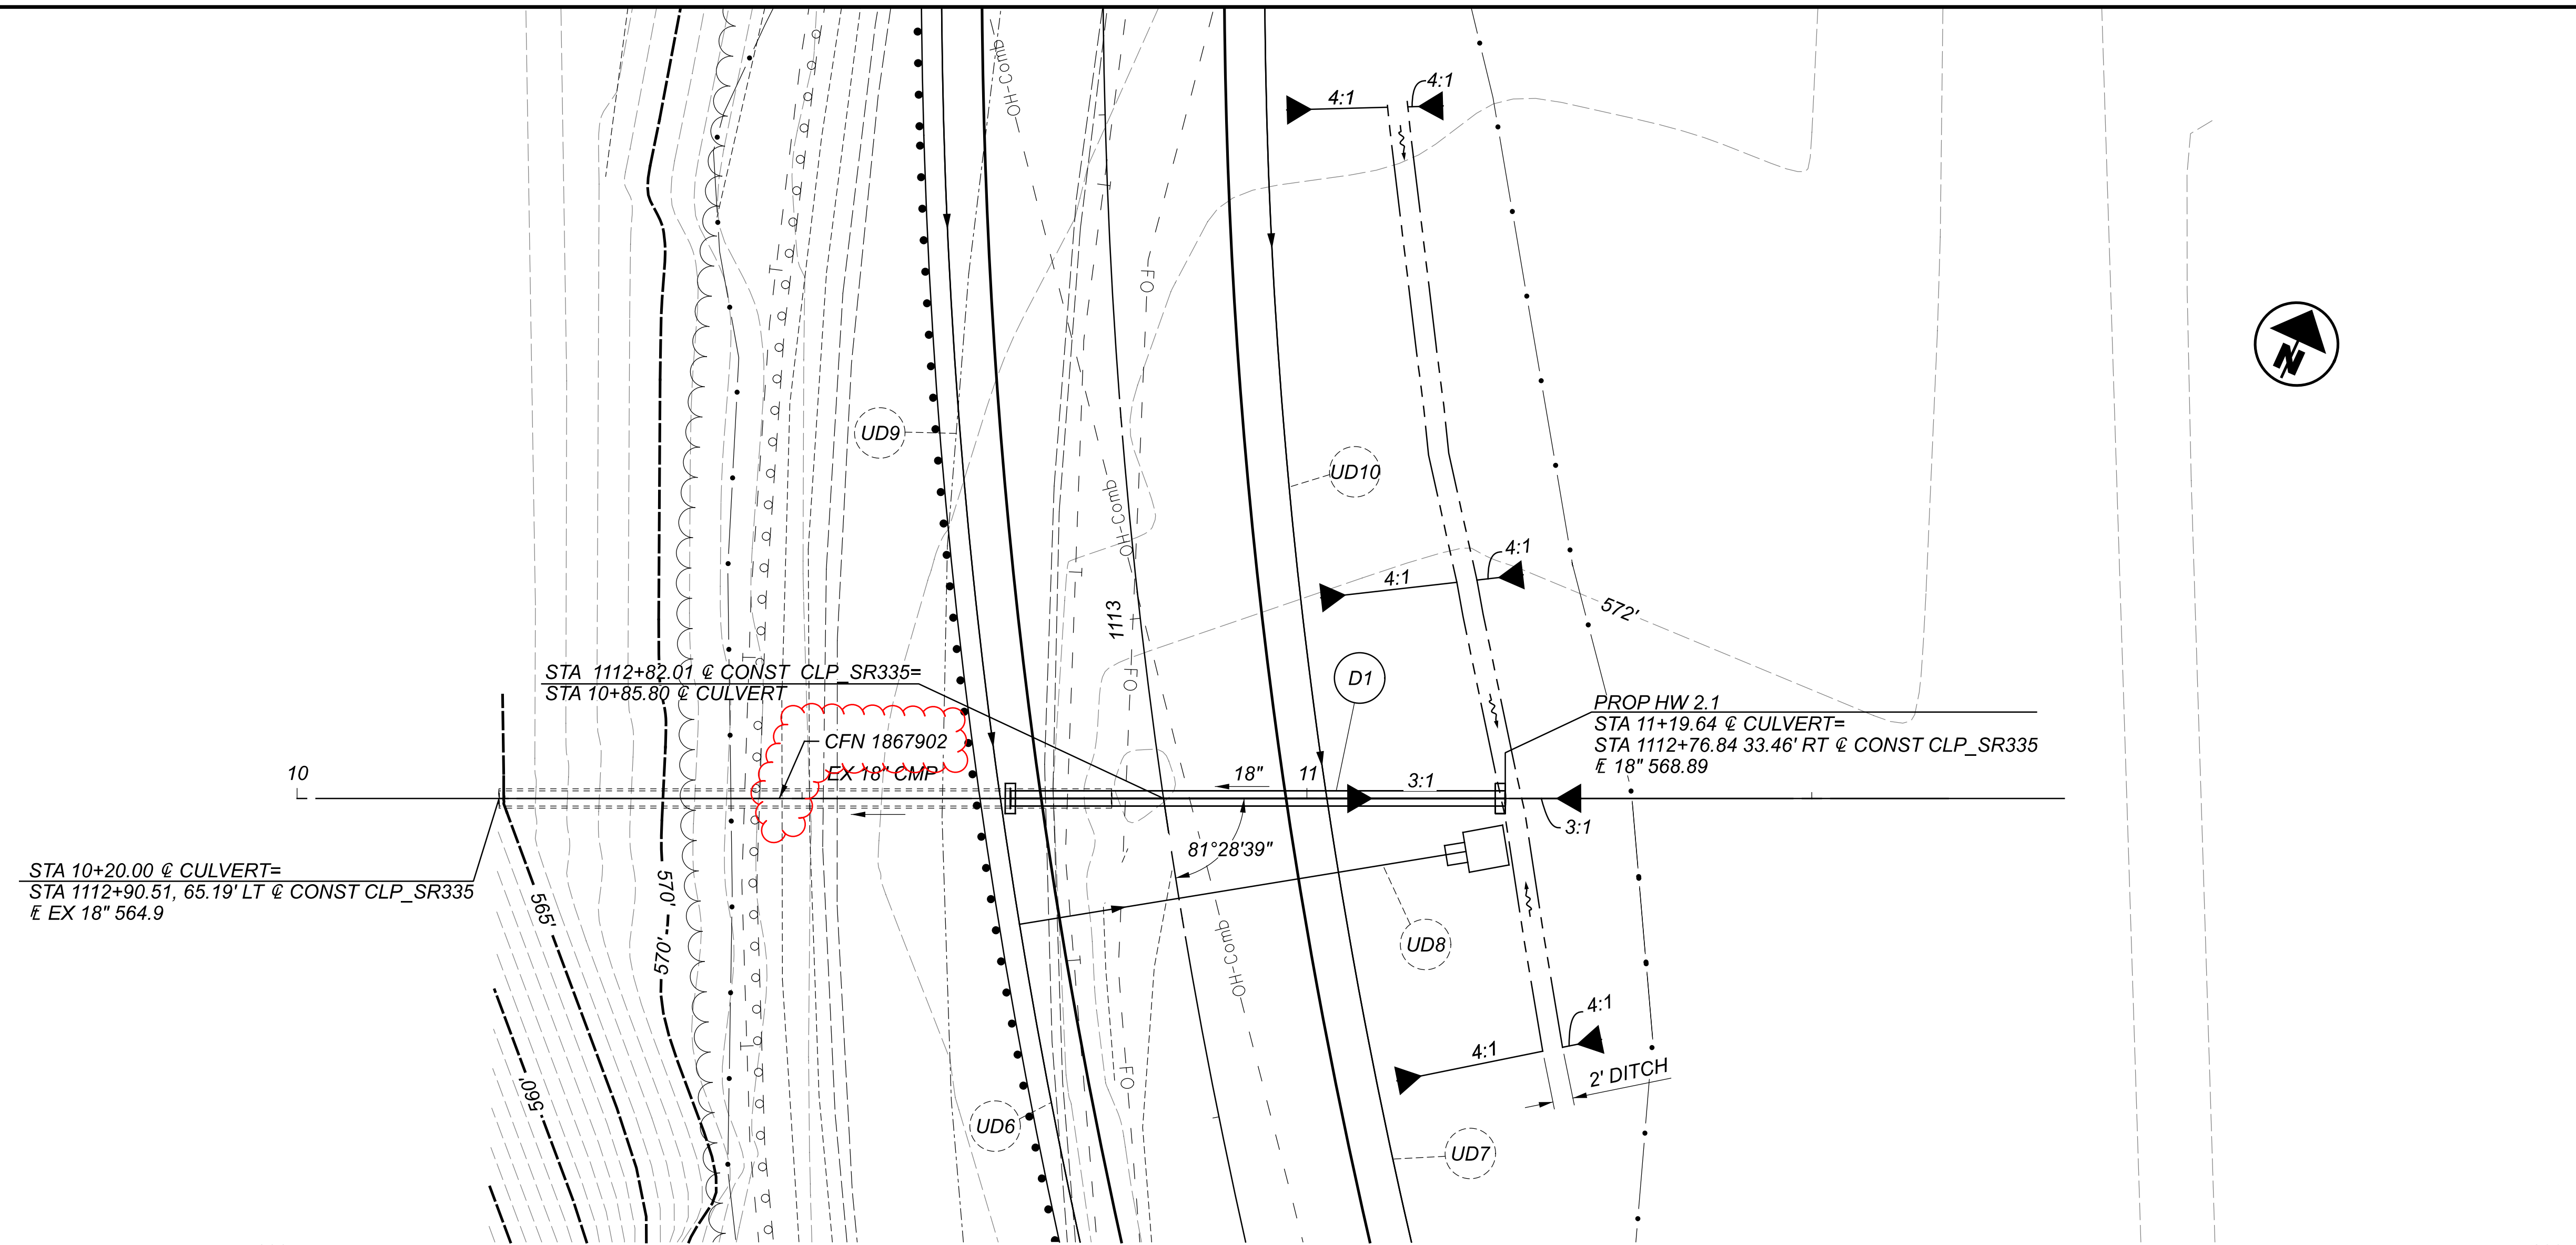 OH-Comb
4:1
4:1
T
T
FO
N
UD9
UD10
OH-Comb
T
4:1
4:1
1113
572'
STA 1112+82.01 ℄ CONST CLP_SR335=
STA 10+85.80 ℄ CULVERT
T
FO
D1
PROP HW 2.1
STA 11+19.64 ℄ CULVERT=
STA 1112+76.84 33.46' RT ℄ CONST CLP_SR335
FL 18" 568.89
CFN 1867902
EX 18" CMP
10
18"
11
3:1
3:1
81°28'39"
STA 10+20.00 ℄ CULVERT=
STA 1112+90.51, 65.19' LT ℄ CONST CLP_SR335
FL EX 18" 564.9
565'
570'
570'
UD8
OH-Comb
T
T
FO
4:1
4:1
2' DITCH
560'
UD6
UD7